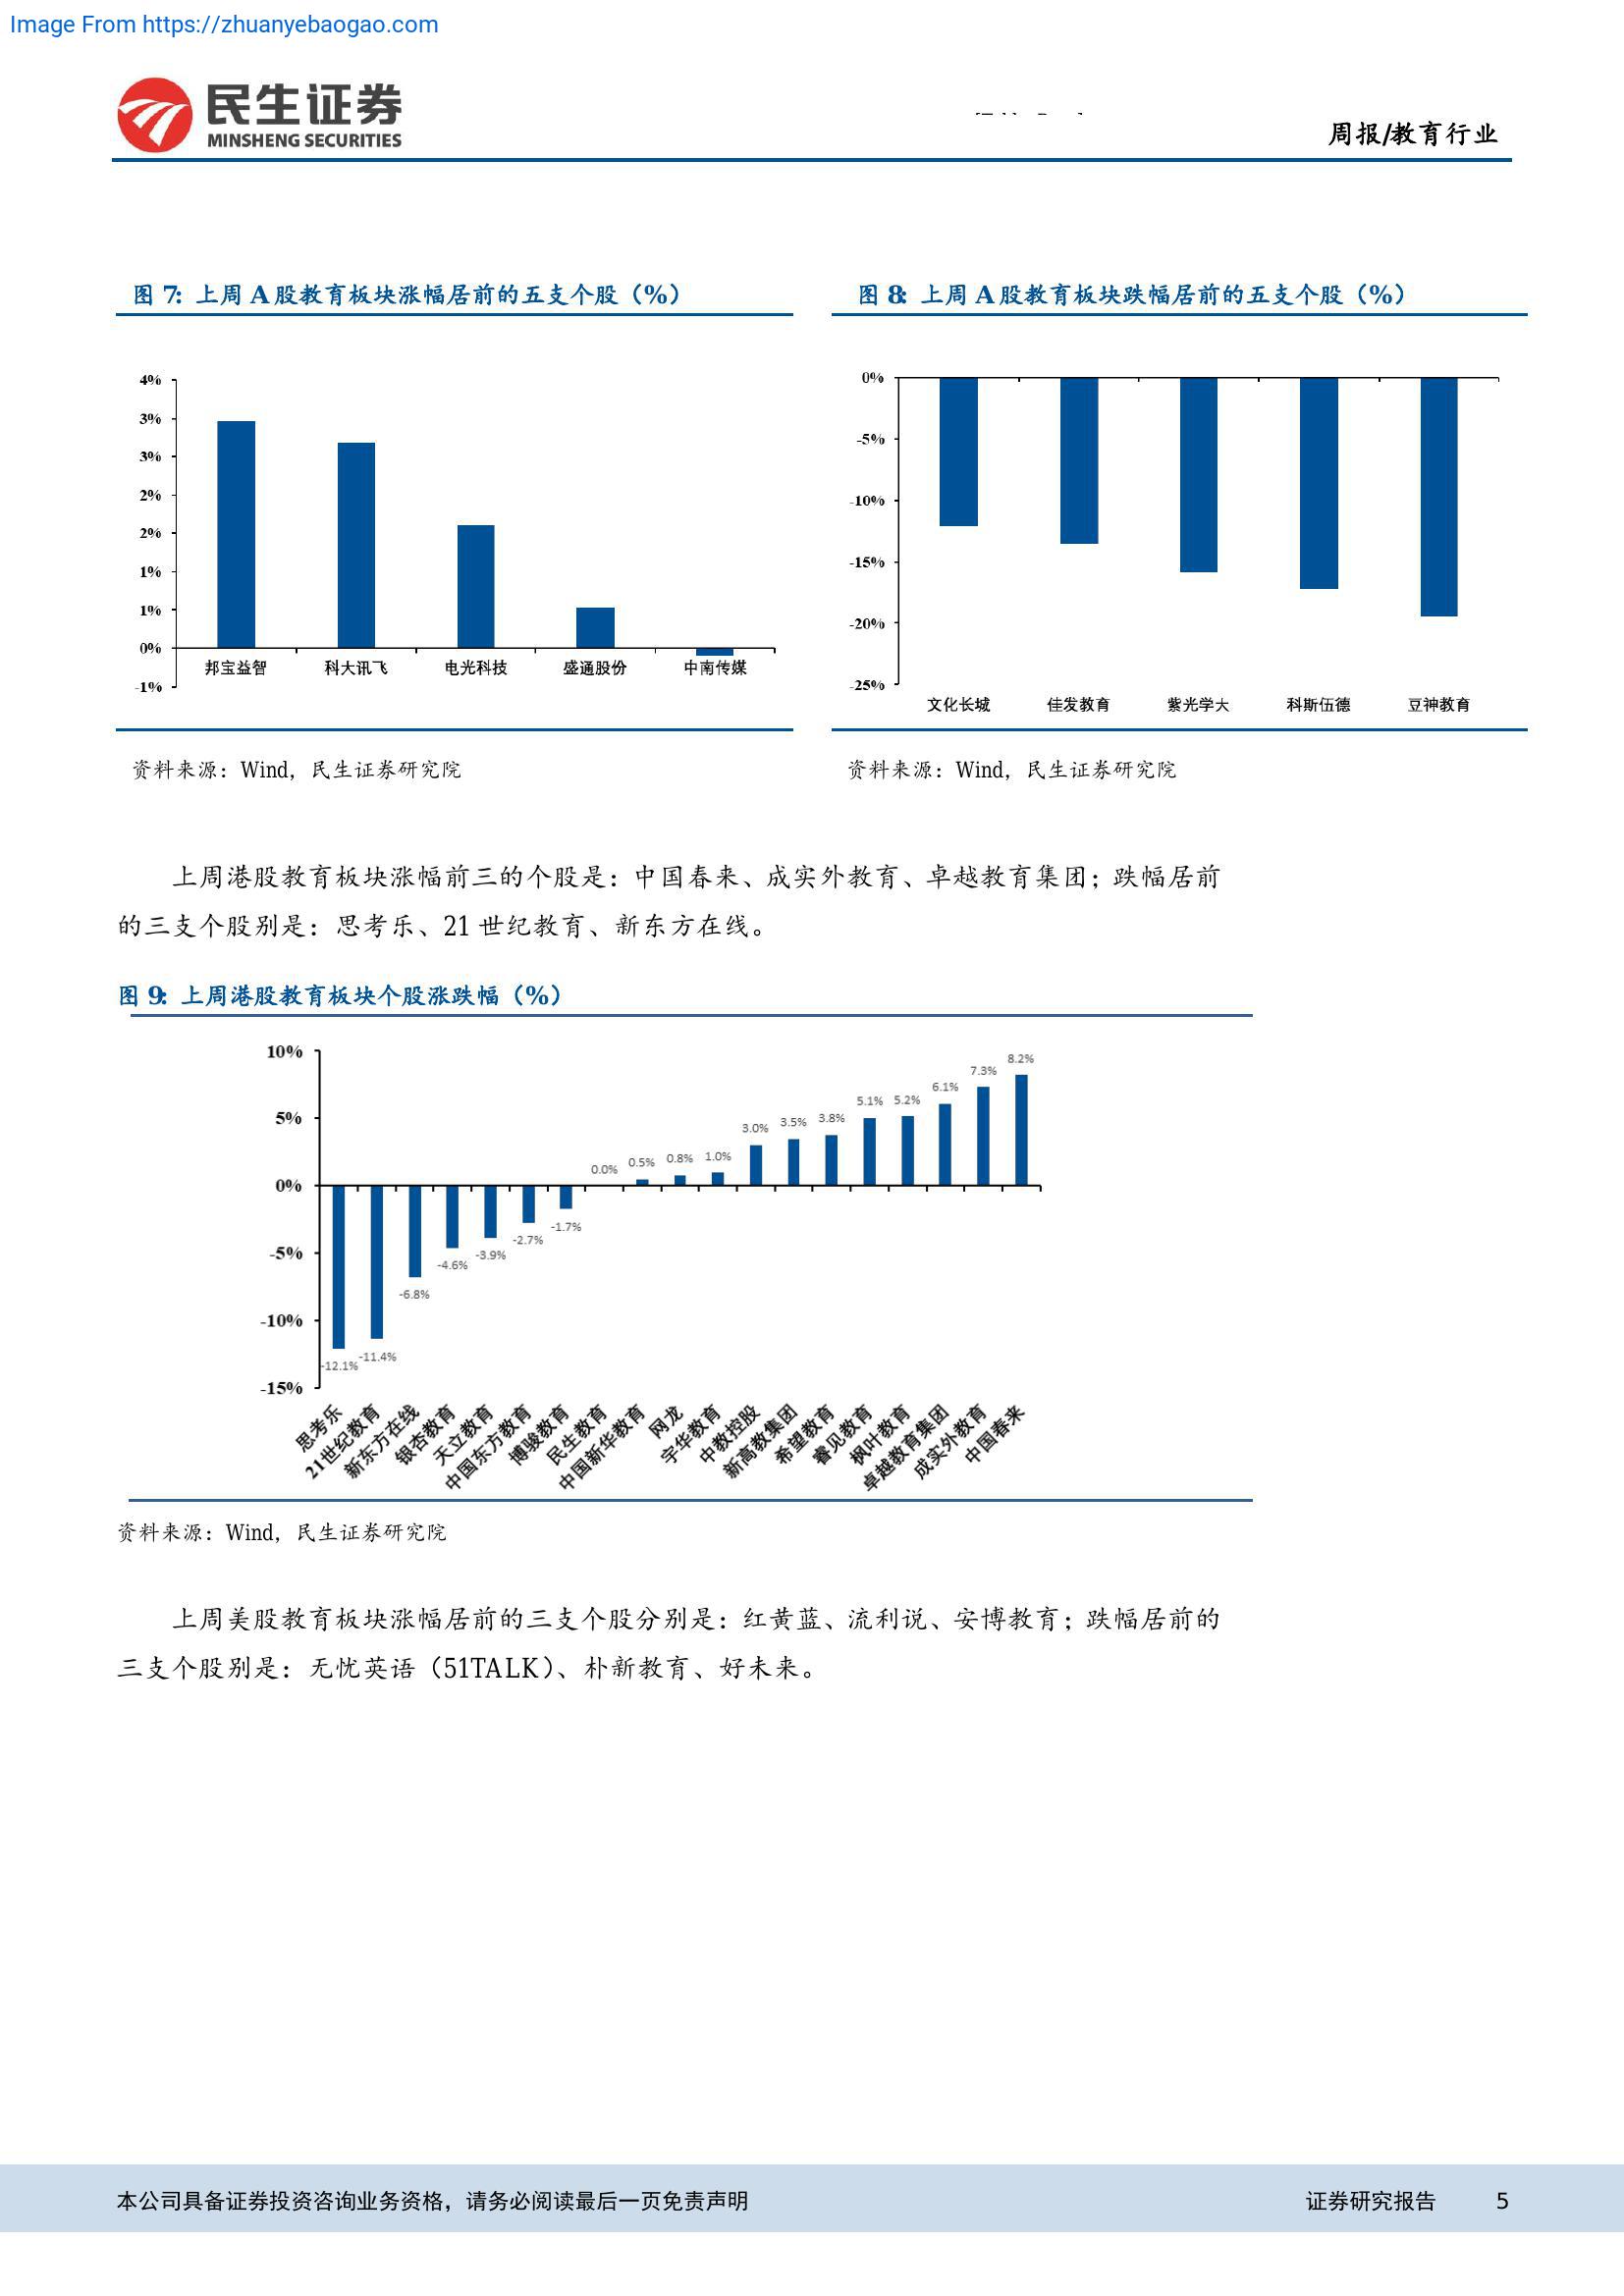 Image From https://zhuanyebaogao.com
民生证券
MINSHENG SECURITIES
周报/教育行业
图 7: 上周 A 股教育板块涨幅居前的五支个股（%）
4%
3%
3%
2%
2%
1%
1%
0%
-1%
邦宝益智 科大讯飞 电光科技 盛通股份 中南传媒
资料来源：Wind，民生证券研究院
图 8: 上周 A 股教育板块跌幅居前的五支个股（%）
0%
-5%
-10%
-15%
-20%
-25%
文化长城 佳发教育 紫光学大 科斯伍德 豆神教育
资料来源：Wind，民生证券研究院
上周港股教育板块涨幅前三的个股是：中国春来、成实外教育、卓越教育集团；跌幅居前
的三支个股别是：思考乐、21 世纪教育、新东方在线。
图 9: 上周港股教育板块个股涨跌幅（%）
10%
5%
0%
-5%
-10%
-15%
-12.1% -11.4% -6.8% -4.6% -3.9% -2.7% -1.7% 0.0% 0.5% 0.8% 1.0% 3.0% 3.5% 3.8% 5.1% 5.2% 6.1% 7.3% 8.2%
思考乐 21世纪教育 新东方在线 银杏教育 天立教育 中国东方教育 博骏教育 民生教育 中国新华教育 网龙 宇华教育 中教控股 新高教集团 希望教育 睿见教育 枫叶教育 卓越教育集团 成实外教育 中国春来
资料来源：Wind，民生证券研究院
上周美股教育板块涨幅居前的三支个股分别是：红黄蓝、流利说、安博教育；跌幅居前的
三支个股别是：无忧英语（51TALK）、朴新教育、好未来。
本公司具备证券投资咨询业务资格，请务必阅读最后一页免责声明
证券研究报告 5